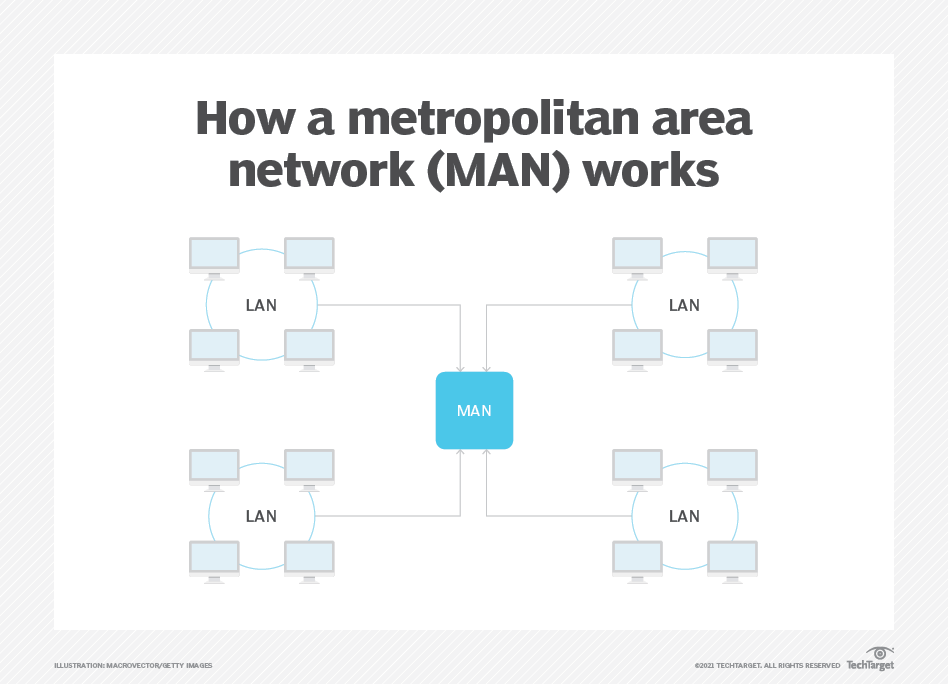 How a metropolitan area
network (MAN) works
LAN
LAN
MAN
LAN
LAN
ILLUSTRATION: MACROVECTOR/GETTY IMAGES
©2021 TECHTARGET. ALL RIGHTS RESERVED
TechTarget